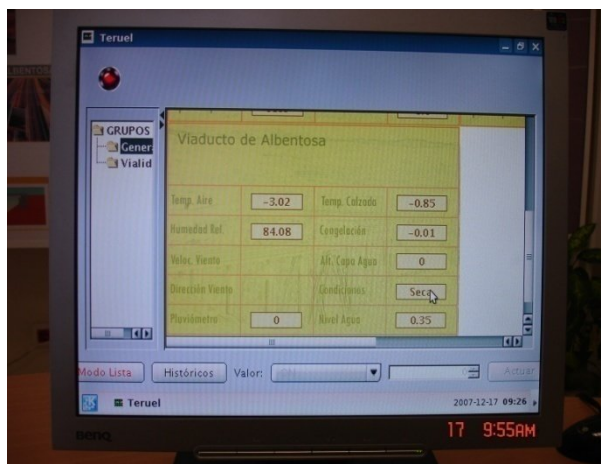 Teruel
GRUPOS
Gener
Vialid
Viaducto de Albentosa
Temp. Aire -3.02 Temp. Calzada -0.85
Humedad Rel. 84.08 Congelación -0.01
Veloc. Viento Alt. Capa Agua 0
Dirección Viento Condiciones Seca
Pluviómetro 0 Nivel Agua 0.35
Modo Lista Históricos Valor: Actuar
Teruel 2007-12-17 09:26
BenQ
17 9:55AM